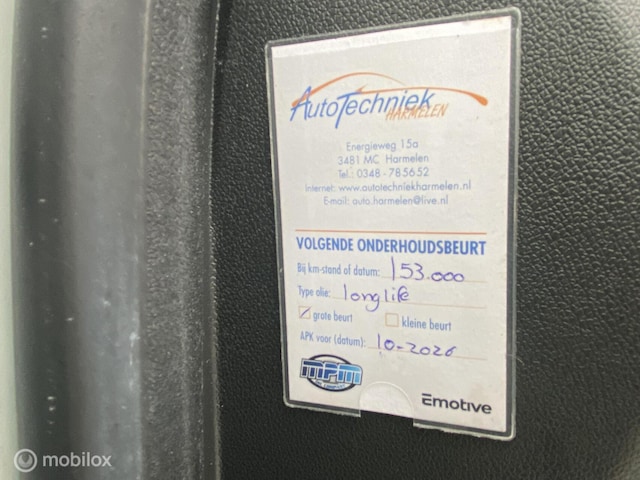 AutoTechniek
HARMELEN
Energieweg 15a
3481 MC Harmelen
Tel.: 0348 - 785652
Internet: www.autotechniekharmelen.nl
E-mail: auto.harmelen@live.nl
VOLGENDE ONDERHOUDSBEURT
Bij km-stand of datum: 153.000
Type olie: longlife
grote beurt kleine beurt
APK voor (datum): 10-2026
MPM
Emotive
mobilox